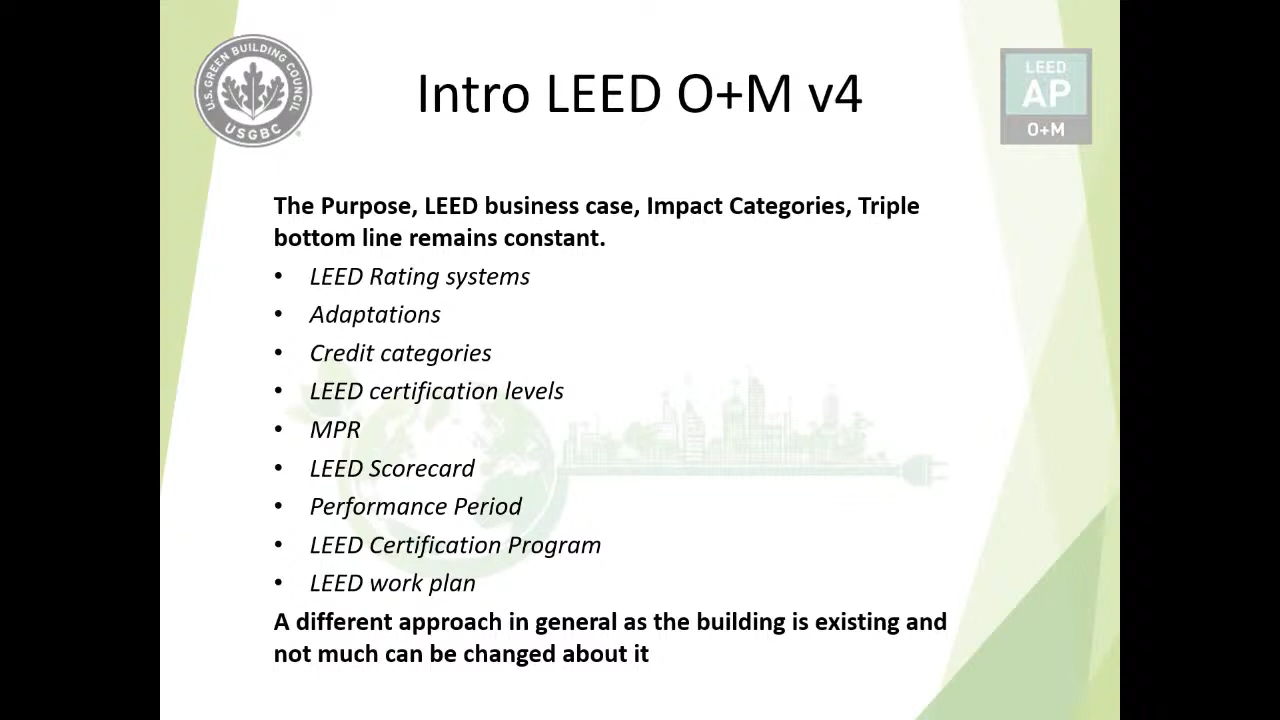 U.S. GREEN BUILDING COUNCIL
USGBC
Intro LEED O+M v4
LEED
AP
O+M
The Purpose, LEED business case, Impact Categories, Triple
bottom line remains constant.
• LEED Rating systems
• Adaptations
• Credit categories
• LEED certification levels
• MPR
• LEED Scorecard
• Performance Period
• LEED Certification Program
• LEED work plan
A different approach in general as the building is existing and
not much can be changed about it